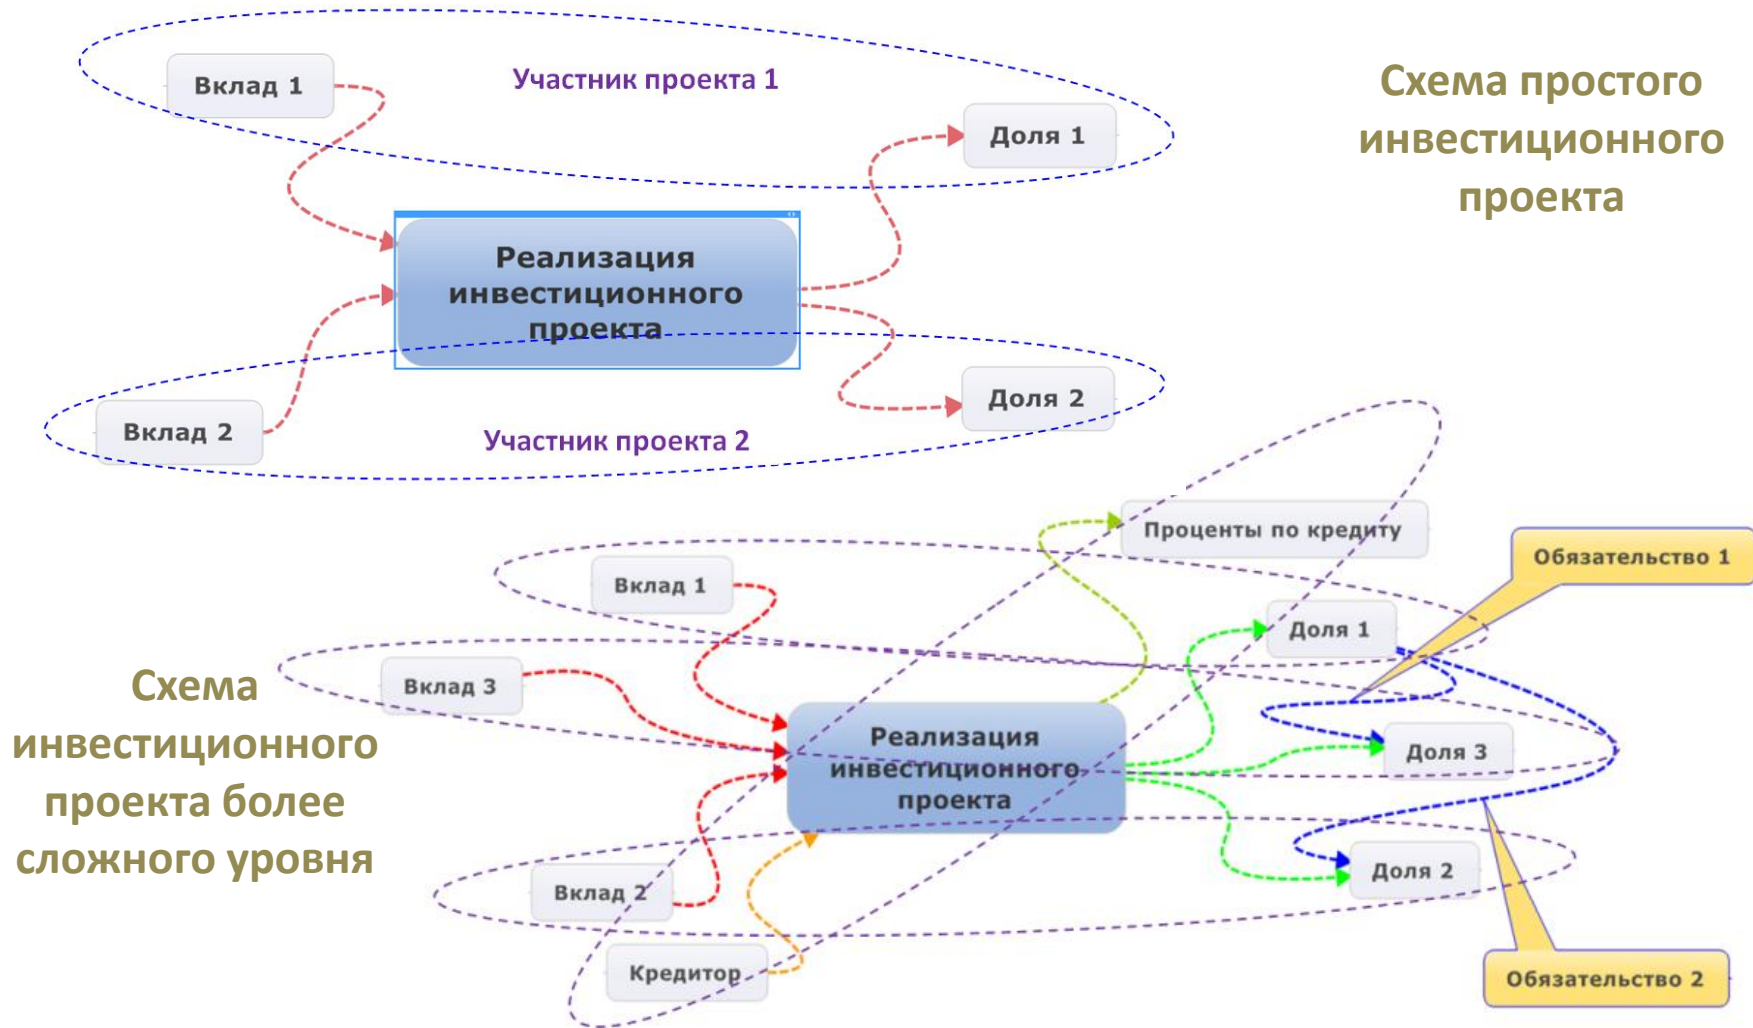 Вклад 1
Участник проекта 1
Доля 1
Схема простого
инвестиционного
проекта
Реализация
инвестиционного
проекта
Вклад 2
Участник проекта 2
Доля 2
Схема
инвестиционного
проекта более
сложного уровня
Проценты по кредиту
Обязательство 1
Вклад 1
Доля 1
Вклад 3
Реализация
инвестиционного
проекта
Доля 3
Вклад 2
Доля 2
Кредитор
Обязательство 2